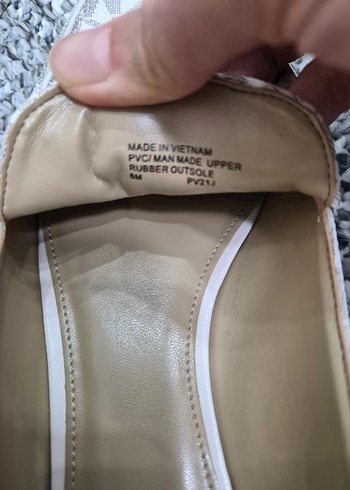 MADE IN VIETNAM
PVC/ MAN MADE UPPER
RUBBER OUTSOLE
8M PV21J